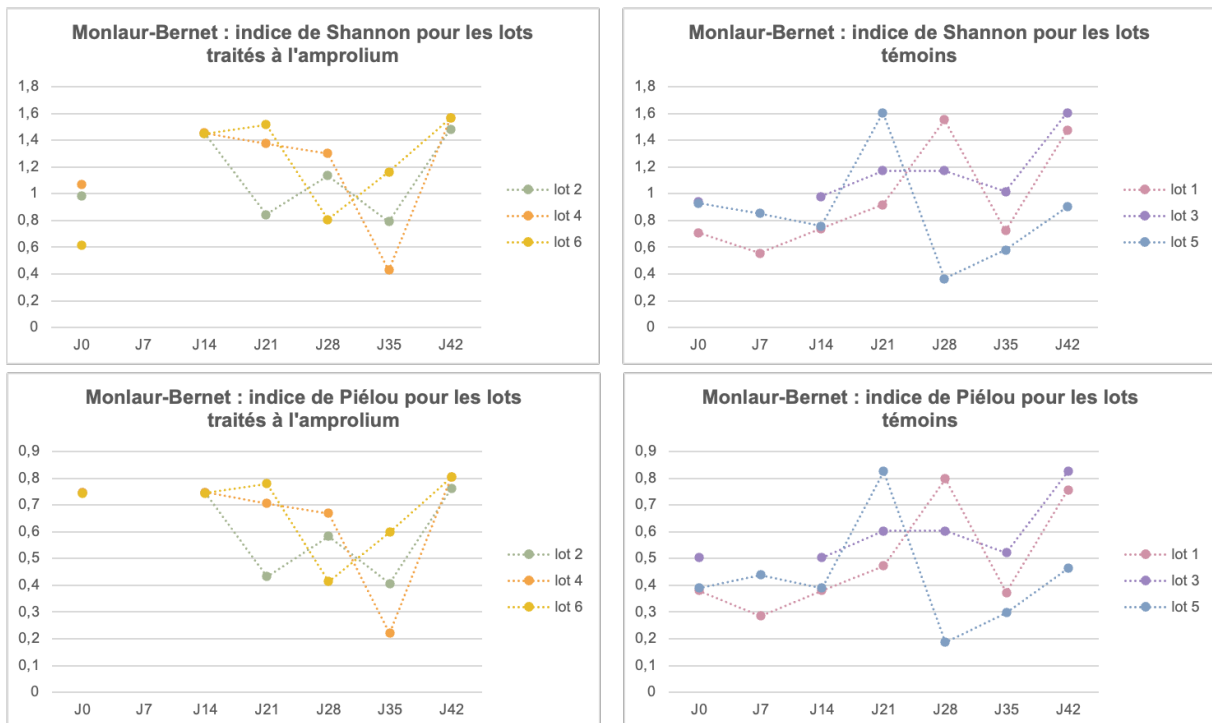 Monlaur-Bernet : indice de Shannon pour les lots
traités à l'amprolium
1,8
1,6
1,4
1,2
1
0,8
0,6
0,4
0,2
0
J0 J7 J14 J21 J28 J35 J42
lot 2
lot 4
lot 6
Monlaur-Bernet : indice de Shannon pour les lots
témoins
1,8
1,6
1,4
1,2
1
0,8
0,6
0,4
0,2
0
J0 J7 J14 J21 J28 J35 J42
lot 1
lot 3
lot 5
Monlaur-Bernet : indice de Piélou pour les lots
traités à l'amprolium
0,9
0,8
0,7
0,6
0,5
0,4
0,3
0,2
0,1
0
J0 J7 J14 J21 J28 J35 J42
lot 2
lot 4
lot 6
Monlaur-Bernet : indice de Piélou pour les lots
témoins
0,9
0,8
0,7
0,6
0,5
0,4
0,3
0,2
0,1
0
J0 J7 J14 J21 J28 J35 J42
lot 1
lot 3
lot 5